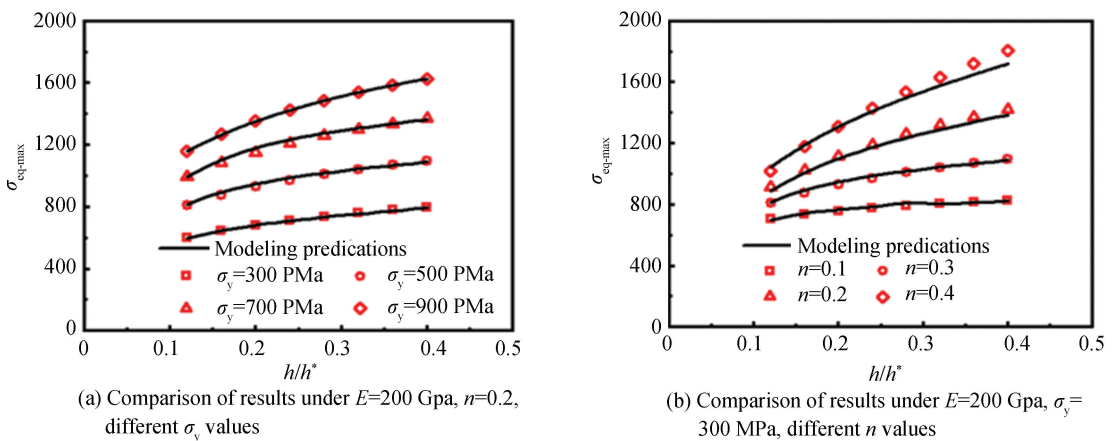 2000
1600
1200
800
400
0
σeq-max
Modeling predications
σy=300 PMa
σy=500 PMa
σy=700 PMa
σy=900 PMa
0 0.1 0.2 0.3 0.4 0.5
h/h*
(a) Comparison of results under E=200 Gpa, n=0.2,
different σy values
2000
1600
1200
800
400
0
σeq-max
Modeling predications
n=0.1
n=0.3
n=0.2
n=0.4
0 0.1 0.2 0.3 0.4 0.5
h/h*
(b) Comparison of results under E=200 Gpa, σy=
300 MPa, different n values